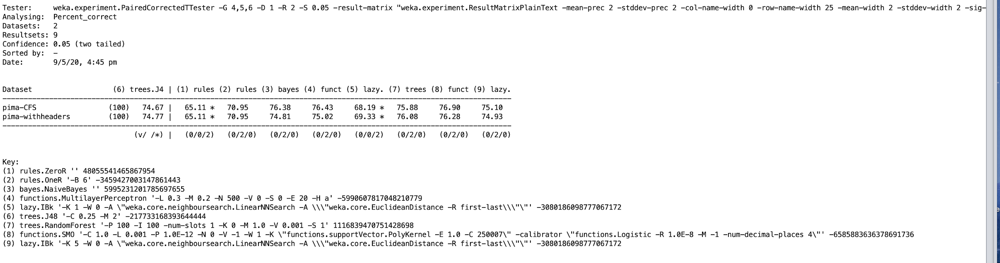 Tester:     weka.experiment.PairedCorrectedTTester -G 4,5,6 -D 1 -R 2 -S 0.05 -result-matrix "weka.experiment.ResultMatrixPlainText -mean-prec 2 -stddev-prec 2 -col-name-width 0 -row-name-width 25 -mean-width 2 -stddev-width 2 -sig-
Analysing:  Percent_correct
Datasets:   2
Resultsets: 9
Confidence: 0.05 (two tailed)
Sorted by:  -
Date:       9/5/20, 4:45 pm
Dataset                   (6) trees.J4 | (1) rules (2) rules (3) bayes (4) funct (5) lazy. (7) trees (8) funct (9) lazy.
------------------------------------------------------------------------------------------------------------------------
pima-CFS                 (100)   74.67 |   65.11 *   70.95     76.38     76.43     68.19 *   75.88     76.90     75.10
pima-withheaders         (100)   74.77 |   65.11 *   70.95     74.81     75.02     69.33 *   76.08     76.28     74.93
------------------------------------------------------------------------------------------------------------------------
                               (v/ /*) |   (0/0/2)   (0/2/0)   (0/2/0)   (0/2/0)   (0/0/2)   (0/2/0)   (0/2/0)   (0/2/0)
Key:
(1) rules.ZeroR '' 48055541465867954
(2) rules.OneR '-B 6' -3459427003147861443
(3) bayes.NaiveBayes '' 5995231201785697655
(4) functions.MultilayerPerceptron '-L 0.3 -M 0.2 -N 500 -V 0 -S 0 -E 20 -H a' -5990607817048210779
(5) lazy.IBk '-K 1 -W 0 -A \"weka.core.neighboursearch.LinearNNSearch -A \\\"weka.core.EuclideanDistance -R first-last\\\"\"' -3080186098777067172
(6) trees.J48 '-C 0.25 -M 2' -217733168393644444
(7) trees.RandomForest '-P 100 -I 100 -num-slots 1 -K 0 -M 1.0 -V 0.001 -S 1' 1116839470751428698
(8) functions.SMO '-C 1.0 -L 0.001 -P 1.0E-12 -N 0 -V -1 -W 1 -K \"functions.supportVector.PolyKernel -E 1.0 -C 250007\" -calibrator \"functions.Logistic -R 1.0E-8 -M -1 -num-decimal-places 4\"' -6585883636378691736
(9) lazy.IBk '-K 5 -W 0 -A \"weka.core.neighboursearch.LinearNNSearch -A \\\"weka.core.EuclideanDistance -R first-last\\\"\"' -3080186098777067172